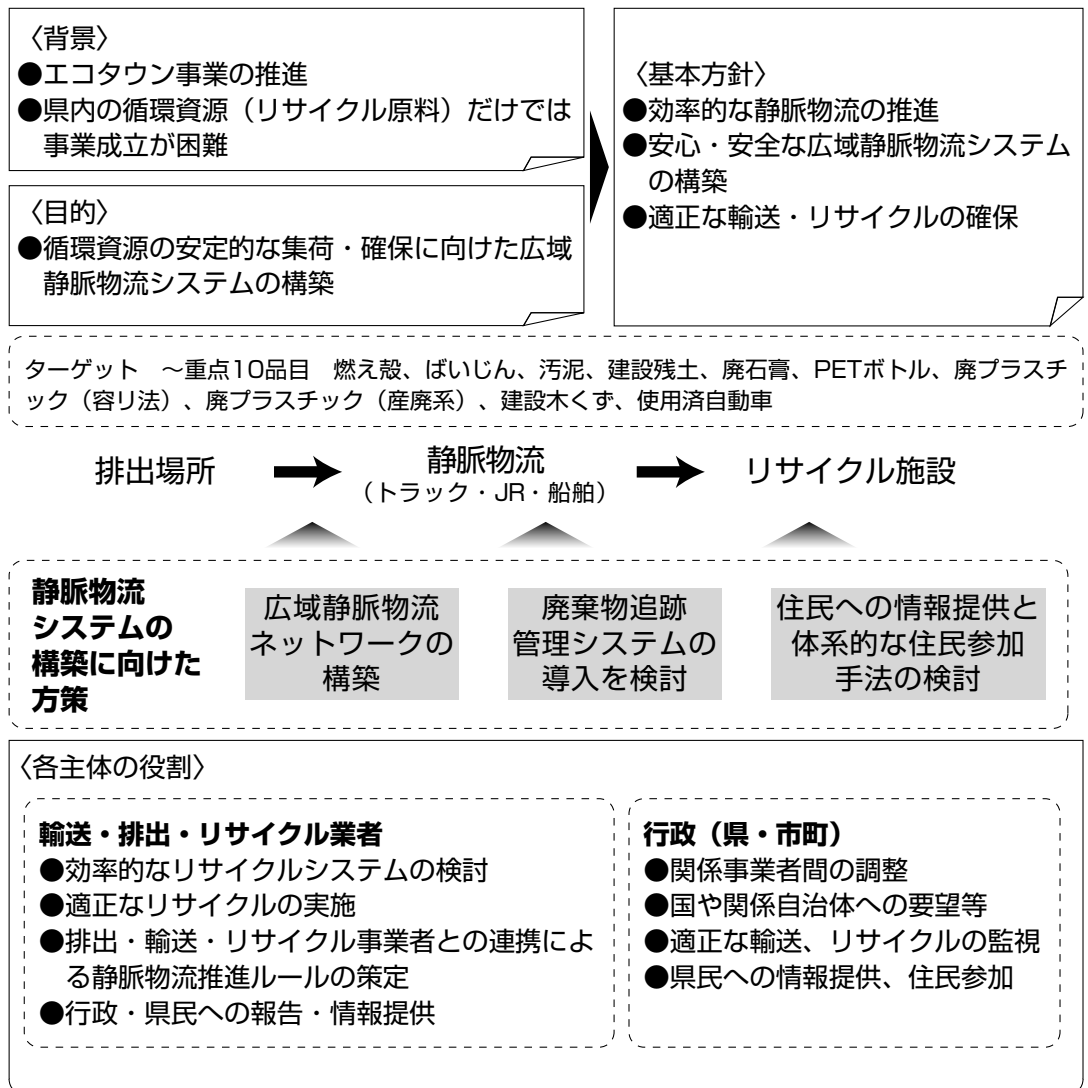 〈背景〉
●エコタウン事業の推進
●県内の循環資源（リサイクル原料）だけでは
事業成立が困難
〈目的〉
●循環資源の安定的な集荷・確保に向けた広域
静脈物流システムの構築
〈基本方針〉
●効率的な静脈物流の推進
●安心・安全な広域静脈物流システム
の構築
●適正な輸送・リサイクルの確保
ターゲット　～重点10品目　燃え殻、ばいじん、汚泥、建設残土、廃石膏、PETボトル、廃プラスチ
ック（容リ法）、廃プラスチック（産廃系）、建設木くず、使用済自動車
排出場所
静脈物流
（トラック・JR・船舶）
リサイクル施設
静脈物流
システムの
構築に向けた
方策
広域静脈物流
ネットワークの
構築
廃棄物追跡
管理システムの
導入を検討
住民への情報提供と
体系的な住民参加
手法の検討
〈各主体の役割〉
輸送・排出・リサイクル業者
●効率的なリサイクルシステムの検討
●適正なリサイクルの実施
●排出・輸送・リサイクル事業者との連携によ
る静脈物流推進ルールの策定
●行政・県民への報告・情報提供
行政（県・市町）
●関係事業者間の調整
●国や関係自治体への要望等
●適正な輸送、リサイクルの監視
●県民への情報提供、住民参加